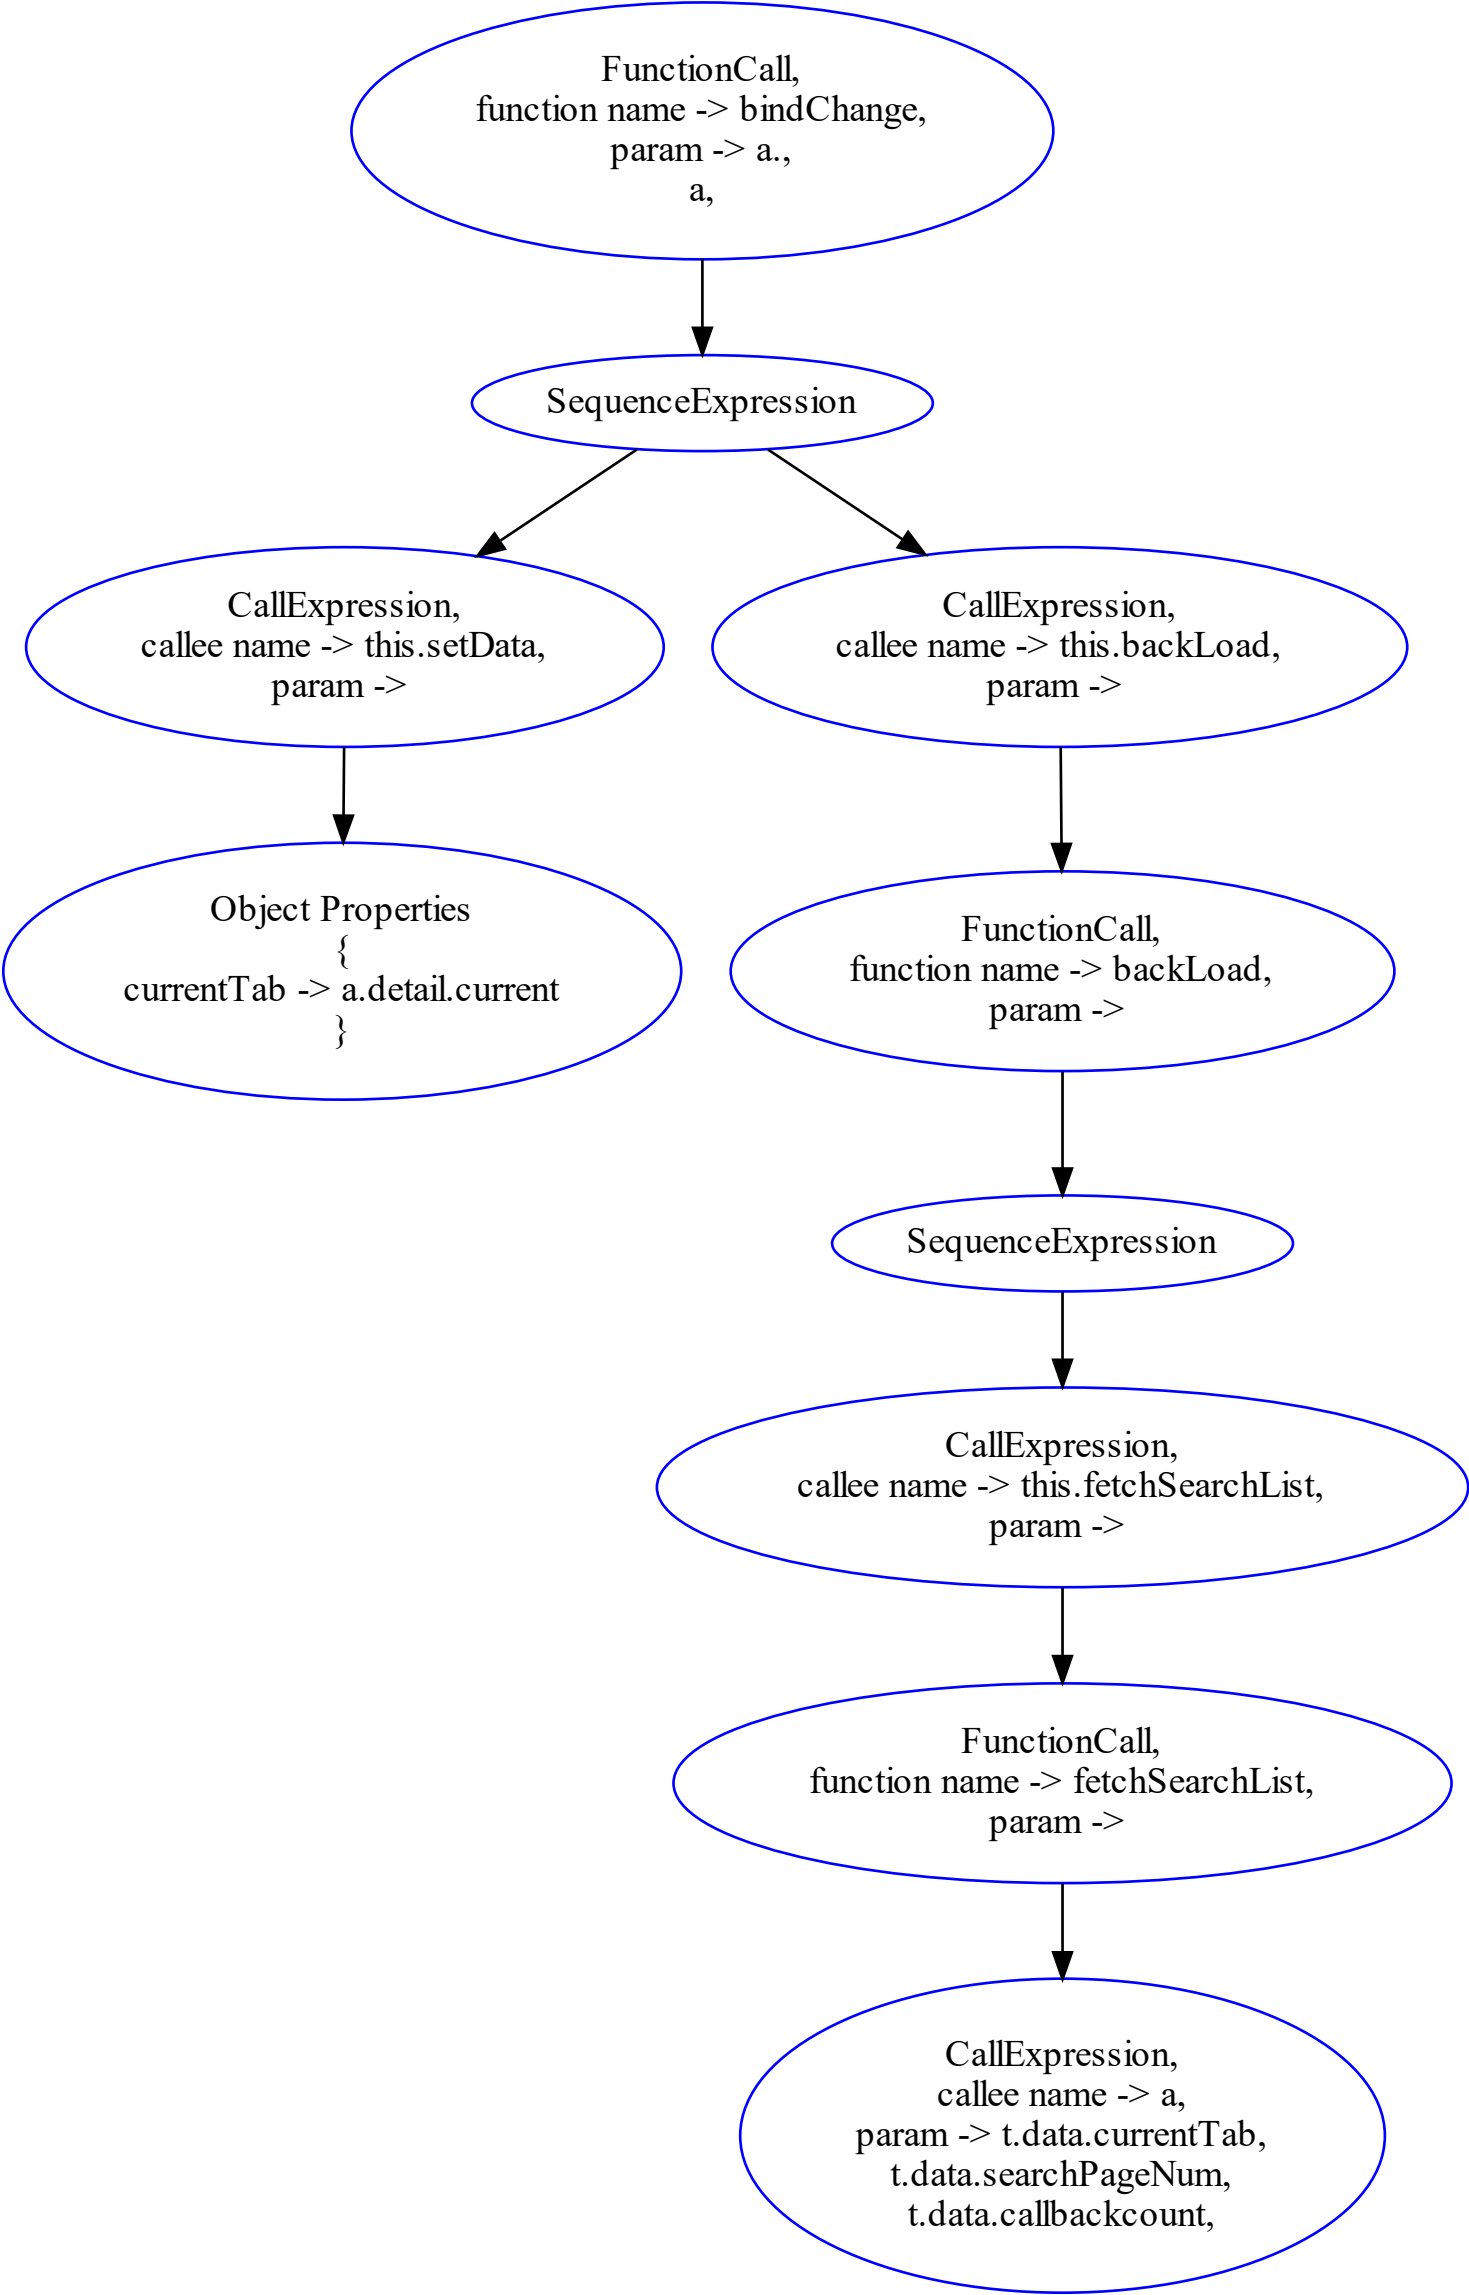 FunctionCall,
function name -> bindChange,
param -> a.,
a,
SequenceExpression
CallExpression,
callee name -> this.setData,
param ->
CallExpression,
callee name -> this.backLoad,
param ->
Object Properties
{
currentTab -> a.detail.current
}
FunctionCall,
function name -> backLoad,
param ->
SequenceExpression
CallExpression,
callee name -> this.fetchSearchList,
param ->
FunctionCall,
function name -> fetchSearchList,
param ->
CallExpression,
callee name -> a,
param -> t.data.currentTab,
t.data.searchPageNum,
t.data.callbackcount,